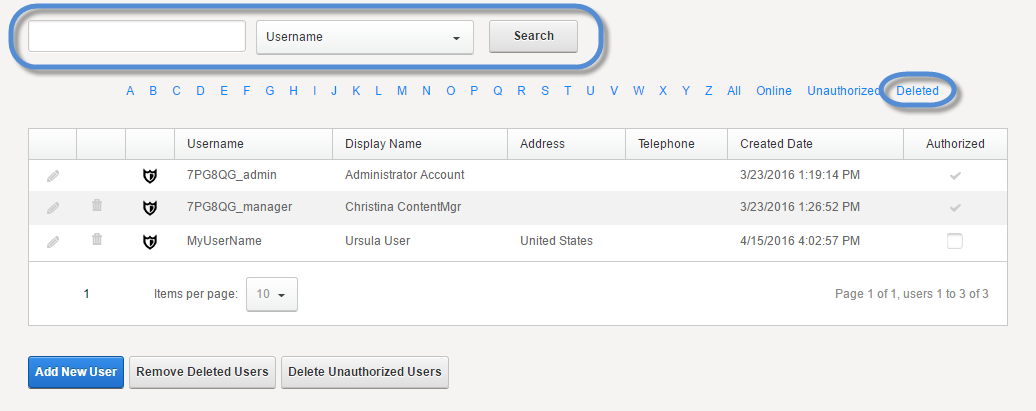 Username Search
A B C D E F G H I J K L M N O P Q R S T U V W X Y Z All Online Unauthorized Deleted
Username Display Name Address Telephone Created Date Authorized
7PG8QG_admin Administrator Account 3/23/2016 1:19:14 PM
7PG8QG_manager Christina ContentMgr 3/23/2016 1:26:52 PM
MyUserName Ursula User United States 4/15/2016 4:02:57 PM
1 Items per page: 10 Page 1 of 1, users 1 to 3 of 3
Add New User Remove Deleted Users Delete Unauthorized Users